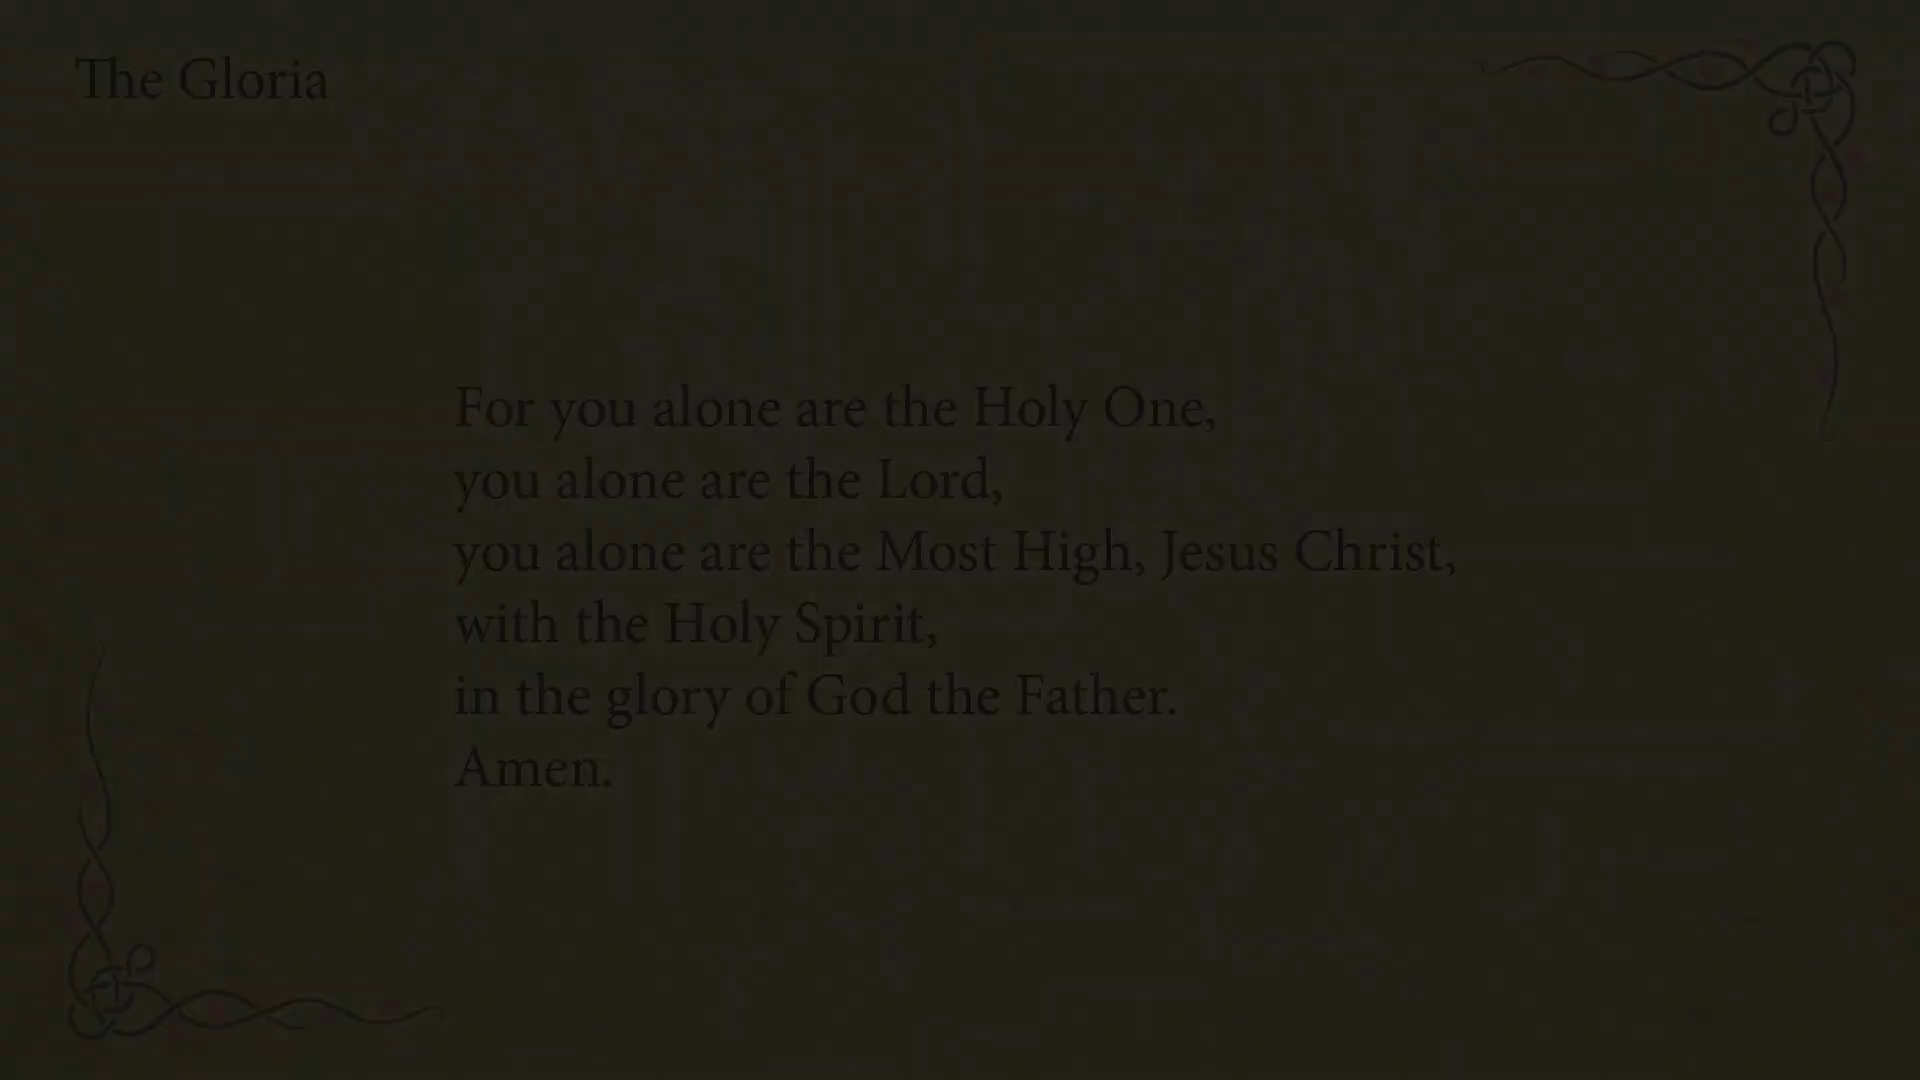 The Gloria
For you alone are the Holy One,
you alone are the Lord,
you alone are the Most High, Jesus Christ,
with the Holy Spirit,
in the glory of God the Father.
Amen.